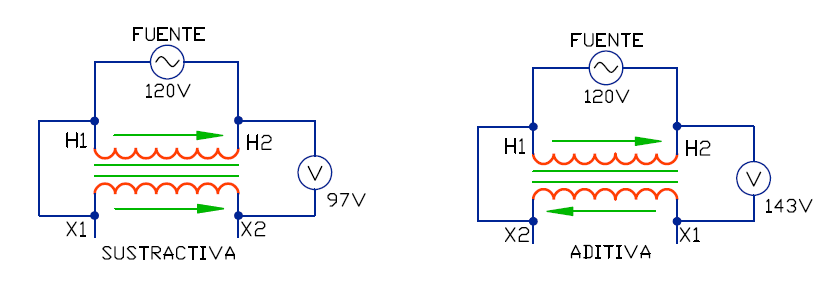 FUENTE
120V
H1
H2
V
97V
X1
X2
SUSTRACTIVA
FUENTE
120V
H1
H2
V
143V
X2
X1
ADITIVA